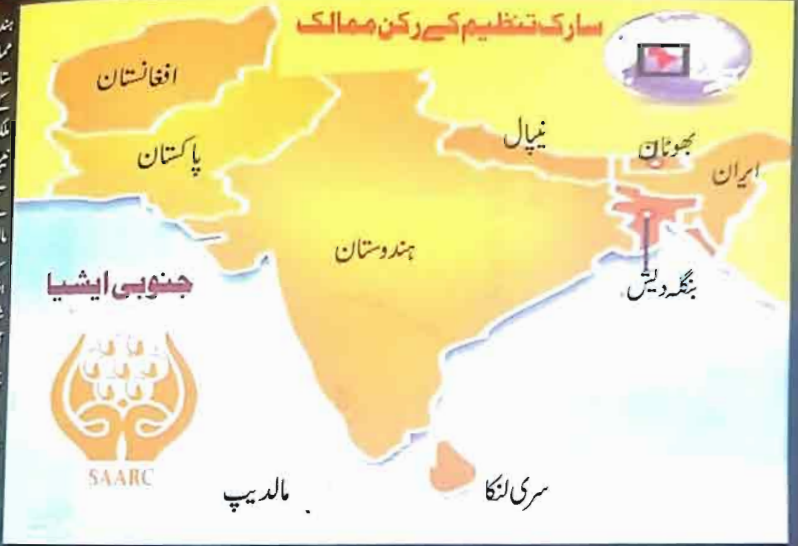 سارک تنظیم کے رکن ممالک
افغانستان
پاکستان
نیپال
بھوٹان
ایران
ہندوستان
بنگلہ دیش
جنوبی ایشیا
SAARC
مالدیپ
سری لنکا